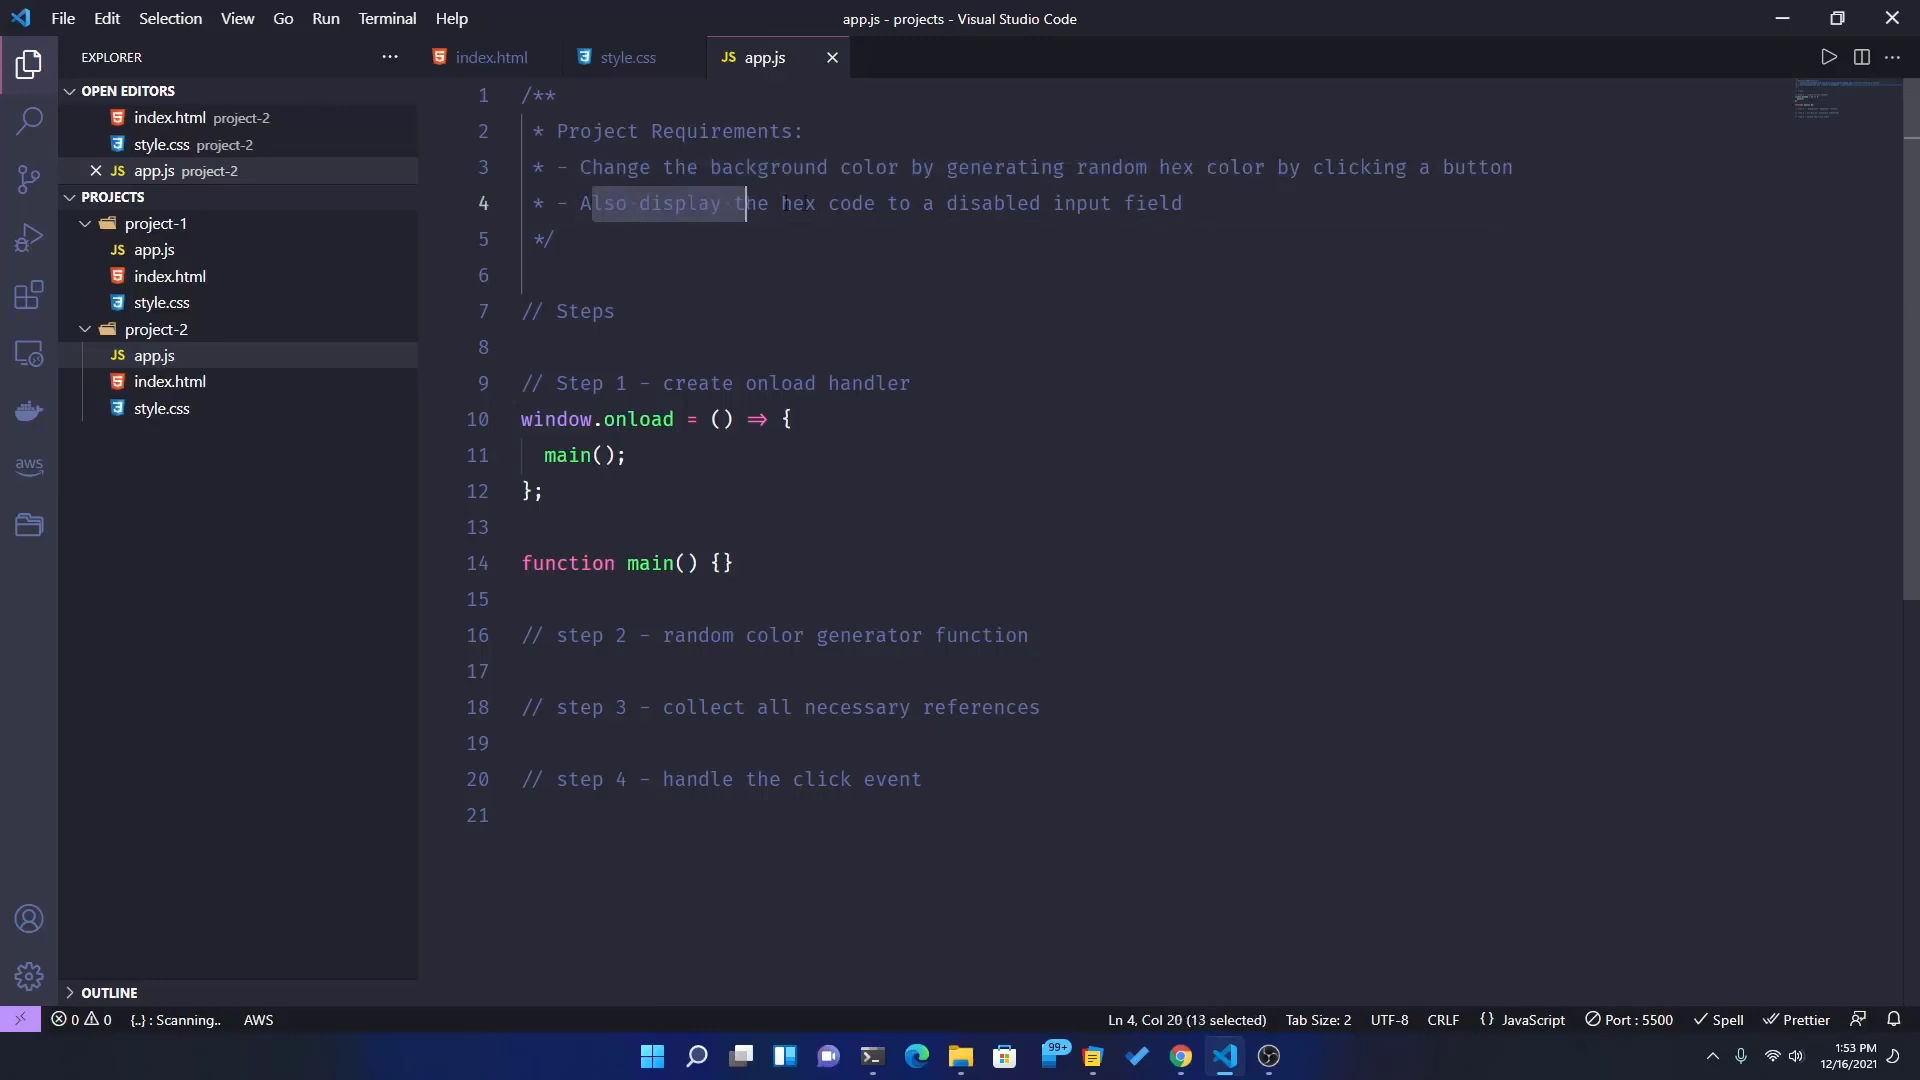 File Edit Selection View Go Run Terminal Help
app.js - projects - Visual Studio Code
EXPLORER
index.html
style.css
JS app.js
OPEN EDITORS
index.html project-2
style.css project-2
JS app.js project-2
PROJECTS
project-1
JS app.js
index.html
style.css
project-2
JS app.js
index.html
style.css
OUTLINE
1 /**
2 * Project Requirements:
3 * - Change the background color by generating random hex color by clicking a button
4 * - Also display the hex code to a disabled input field
5 */
6
7 // Steps
8
9 // Step 1 - create onload handler
10 window.onload = () => {
11 main();
12 };
13
14 function main() {}
15
16 // step 2 - random color generator function
17
18 // step 3 - collect all necessary references
19
20 // step 4 - handle the click event
21
aws
0 0 {..} : Scanning.. AWS
Ln 4, Col 20 (13 selected) Tab Size: 2 UTF-8 CRLF {} JavaScript Port : 5500 Spell Prettier
99+
1:53 PM
12/16/2021